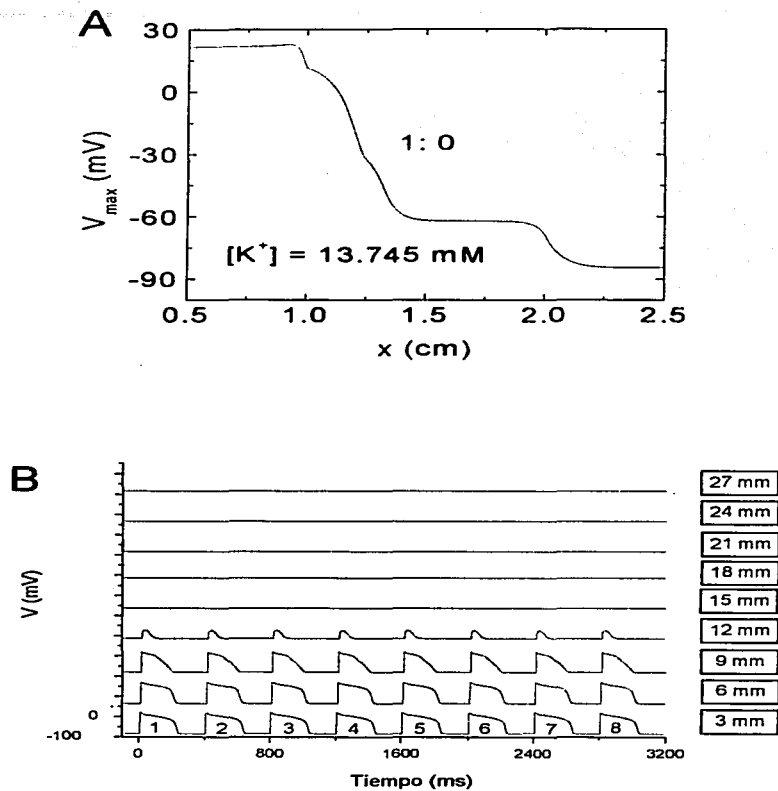 A
30
0
-30
-60
-90
V_max (mV)
1: 0
[K⁺] = 13.745 mM
0.5 1.0 1.5 2.0 2.5
x (cm)
B
V (mV)
27 mm
24 mm
21 mm
18 mm
15 mm
12 mm
9 mm
6 mm
3 mm
0
-100
1 2 3 4 5 6 7 8
0 800 1600 2400 3200
Tiempo (ms)